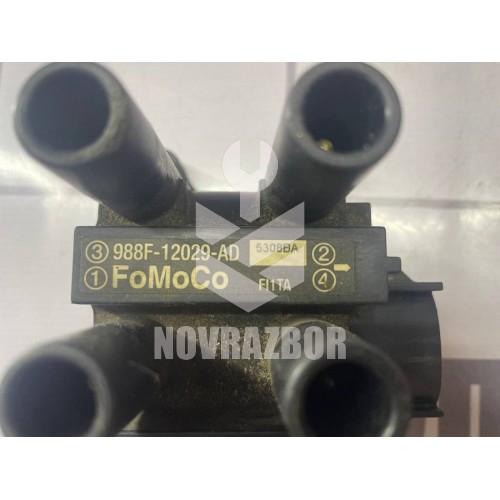 ③ 988F-12029-AD 5308BA ②
① FoMoCo FI1TA ④
NOVRAZBOR